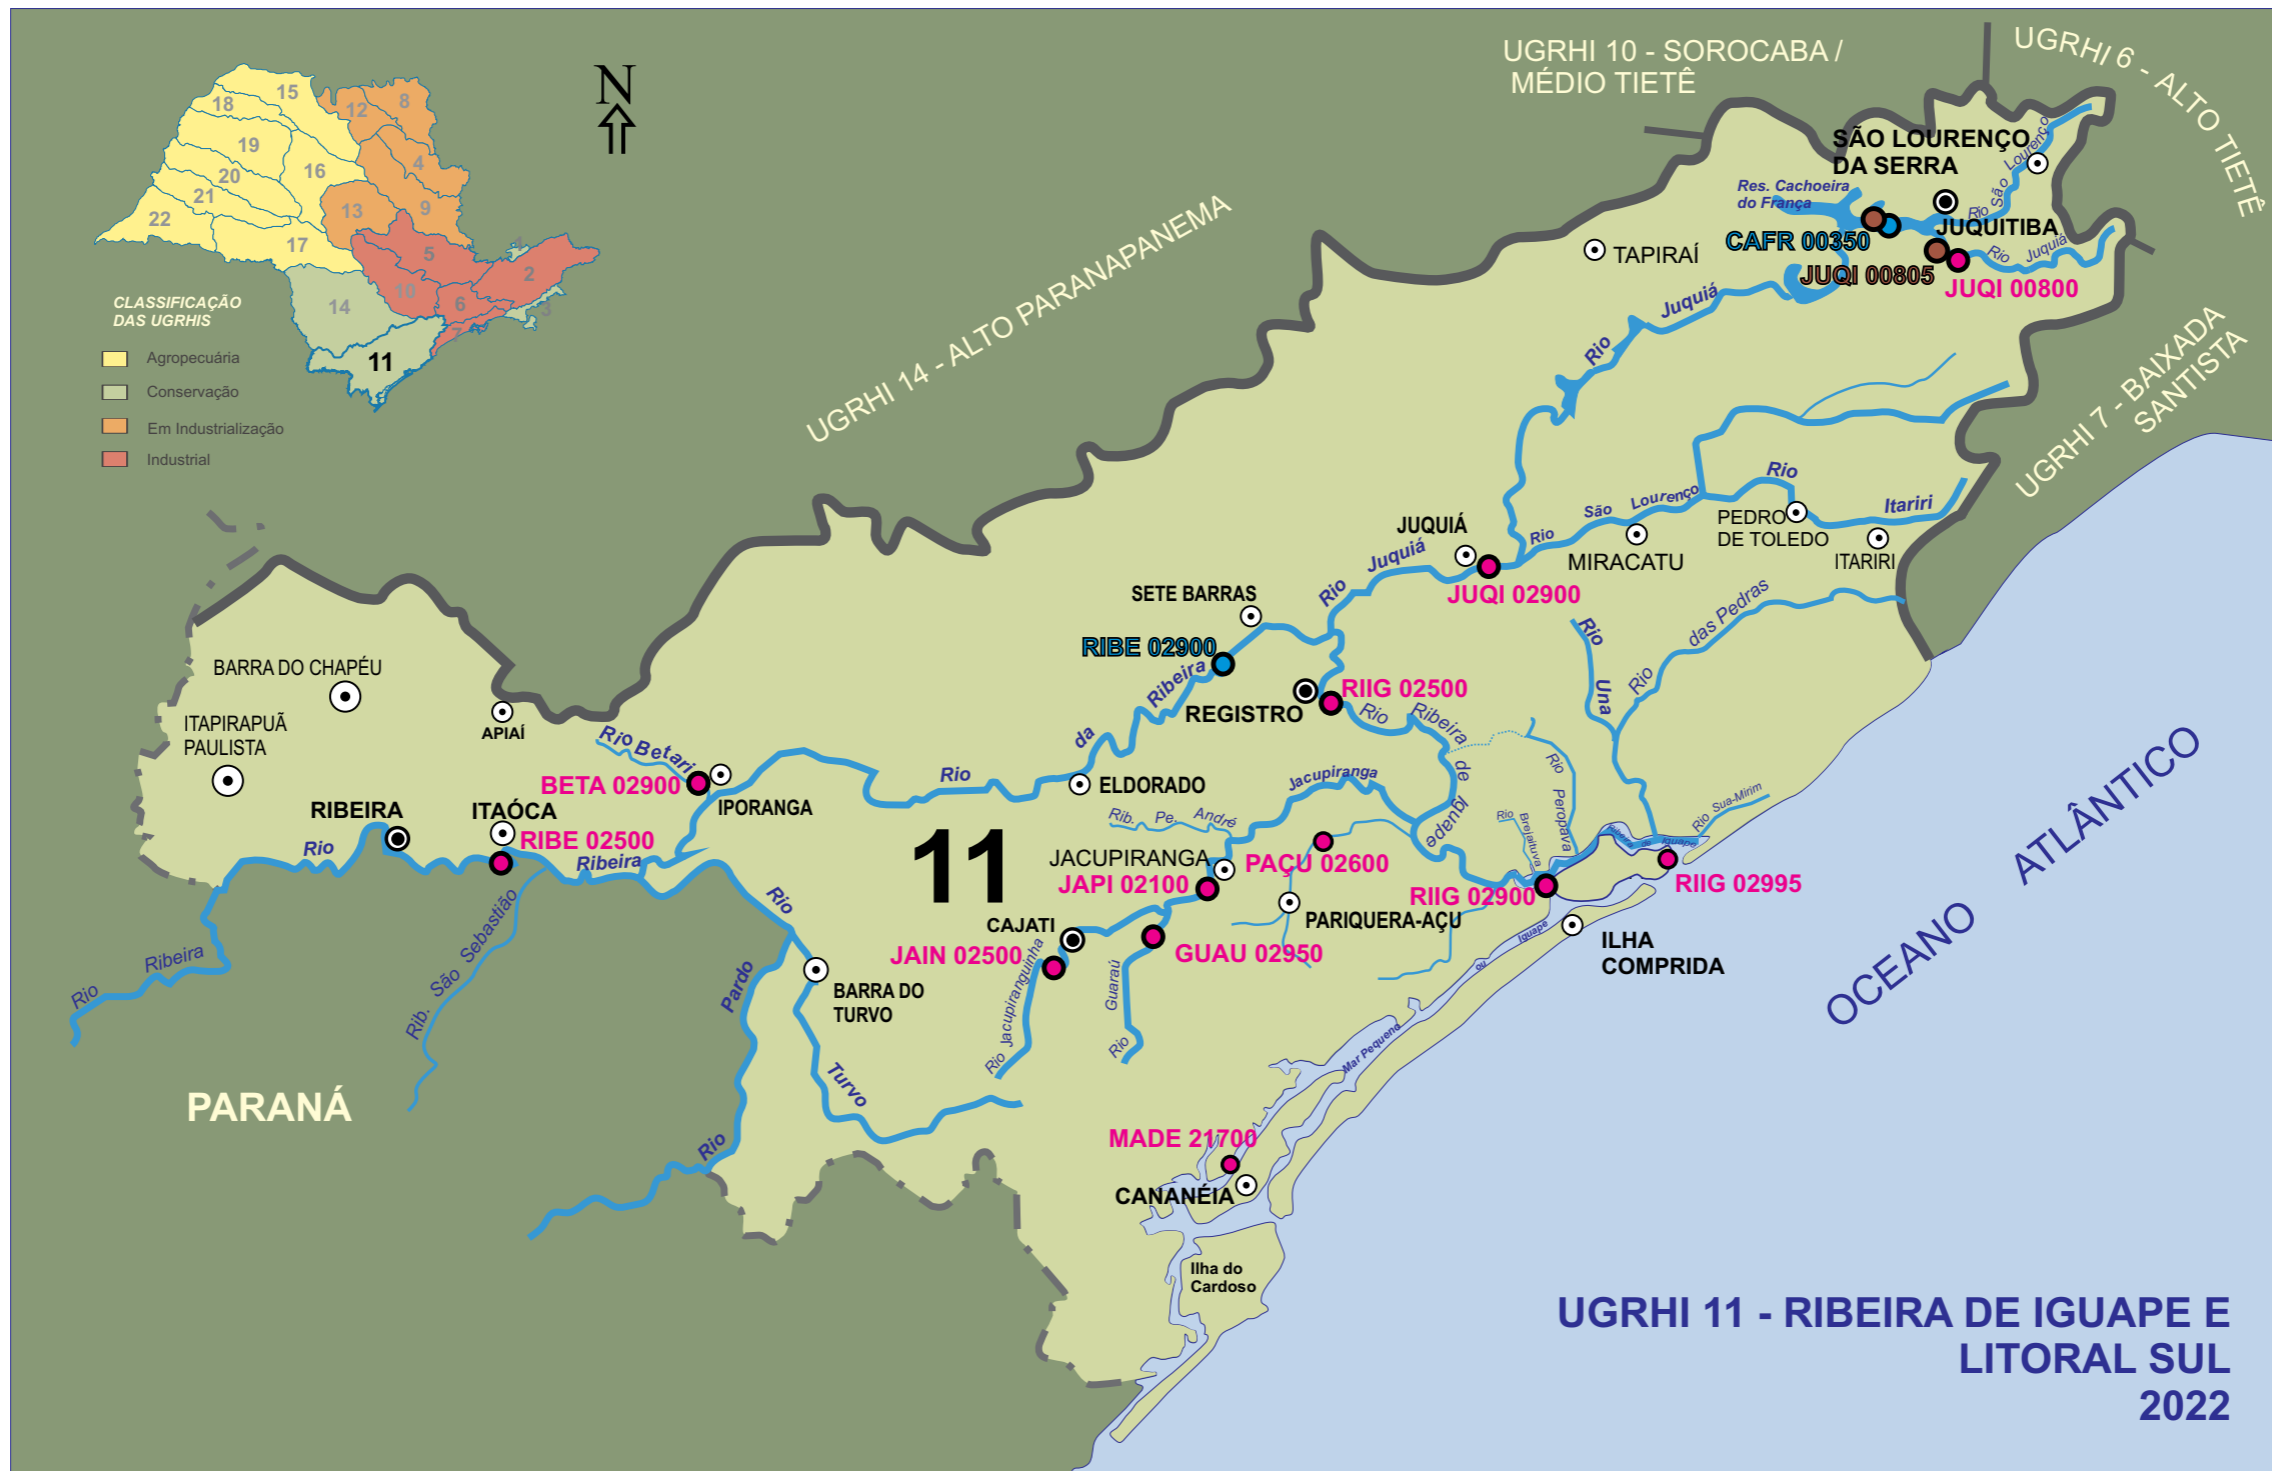 UGRHI 10 - SOROCABA /
MÉDIO TIETÊ
UGRHI 6 - ALTO TIETÊ
N
15
18
12
8
19
16
4
20
21
13
9
22
17
5
1
2
10
14
6
3
7
11
CLASSIFICAÇÃO
DAS UGRHIS
Agropecuária
Conservação
Em Industrialização
Industrial
UGRHI 14 - ALTO PARANAPANEMA
UGRHI 7 - BAIXADA
SANTISTA
SÃO LOURENÇO
DA SERRA
Rio São Lourenço
Res. Cachoeira
do França
CAFR 00350
JUQUITIBA
JUQI 00805
JUQI 00800
Rio Juquiá
TAPIRAÍ
Rio Juquiá
Rio Itariri
PEDRO
DE TOLEDO
ITARIRI
Rio São Lourenço
MIRACATU
JUQUIÁ
Rio Juquiá
JUQI 02900
SETE BARRAS
RIBE 02900
Rio da Ribeira
Rio Una
Rio das Pedras
RIIG 02500
REGISTRO
Rio Ribeira de Iguape
BARRA DO CHAPÉU
ITAPIRAPUÃ
PAULISTA
APIAÍ
Rio Betari
BETA 02900
IPORANGA
ELDORADO
RIBEIRA
ITAÓCA
RIBE 02500
Rio Ribeira
Rio Ribeira
Rib. São Sebastião
11
Jacupiranga
Rib. Pe. André
JACUPIRANGA
JAPI 02100
PAÇU 02600
PARIQUERA-AÇU
Rio Peropava
Rio Brejaituva
Ribeira de Iguape
Rio Sua-Mirim
RIIG 02900
RIIG 02995
CAJATI
JAIN 02500
Rio Jacupiranguinha
GUAU 02950
Rio Guaraú
ILHA
COMPRIDA
Mar Pequeno ou Iguape
Rio Turvo
BARRA DO
TURVO
Rio Pardo
PARANÁ
MADE 21700
CANANÉIA
Ilha do
Cardoso
OCEANO ATLÂNTICO
UGRHI 11 - RIBEIRA DE IGUAPE E
LITORAL SUL
2022